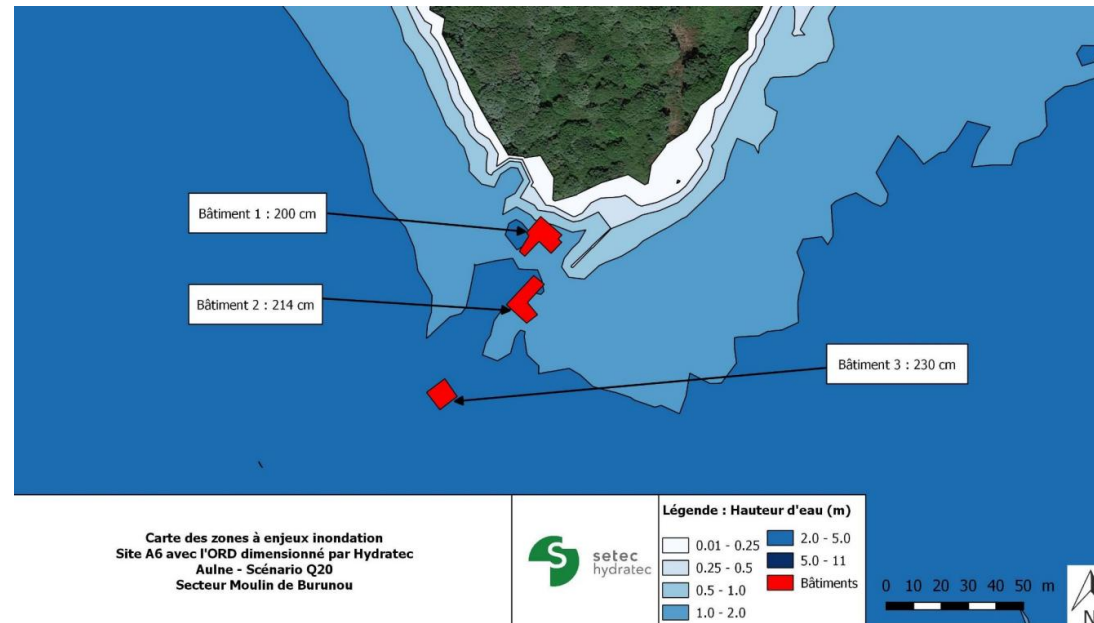 Bâtiment 1 : 200 cm
Bâtiment 2 : 214 cm
Bâtiment 3 : 230 cm
Carte des zones à enjeux inondation
Site A6 avec l'ORD dimensionné par Hydratec
Aulne - Scénario Q20
Secteur Moulin de Burunou
setec
hydratec
Légende : Hauteur d'eau (m)
0.01 - 0.25
0.25 - 0.5
0.5 - 1.0
1.0 - 2.0
2.0 - 5.0
5.0 - 11
Bâtiments
0 10 20 30 40 50 m
N